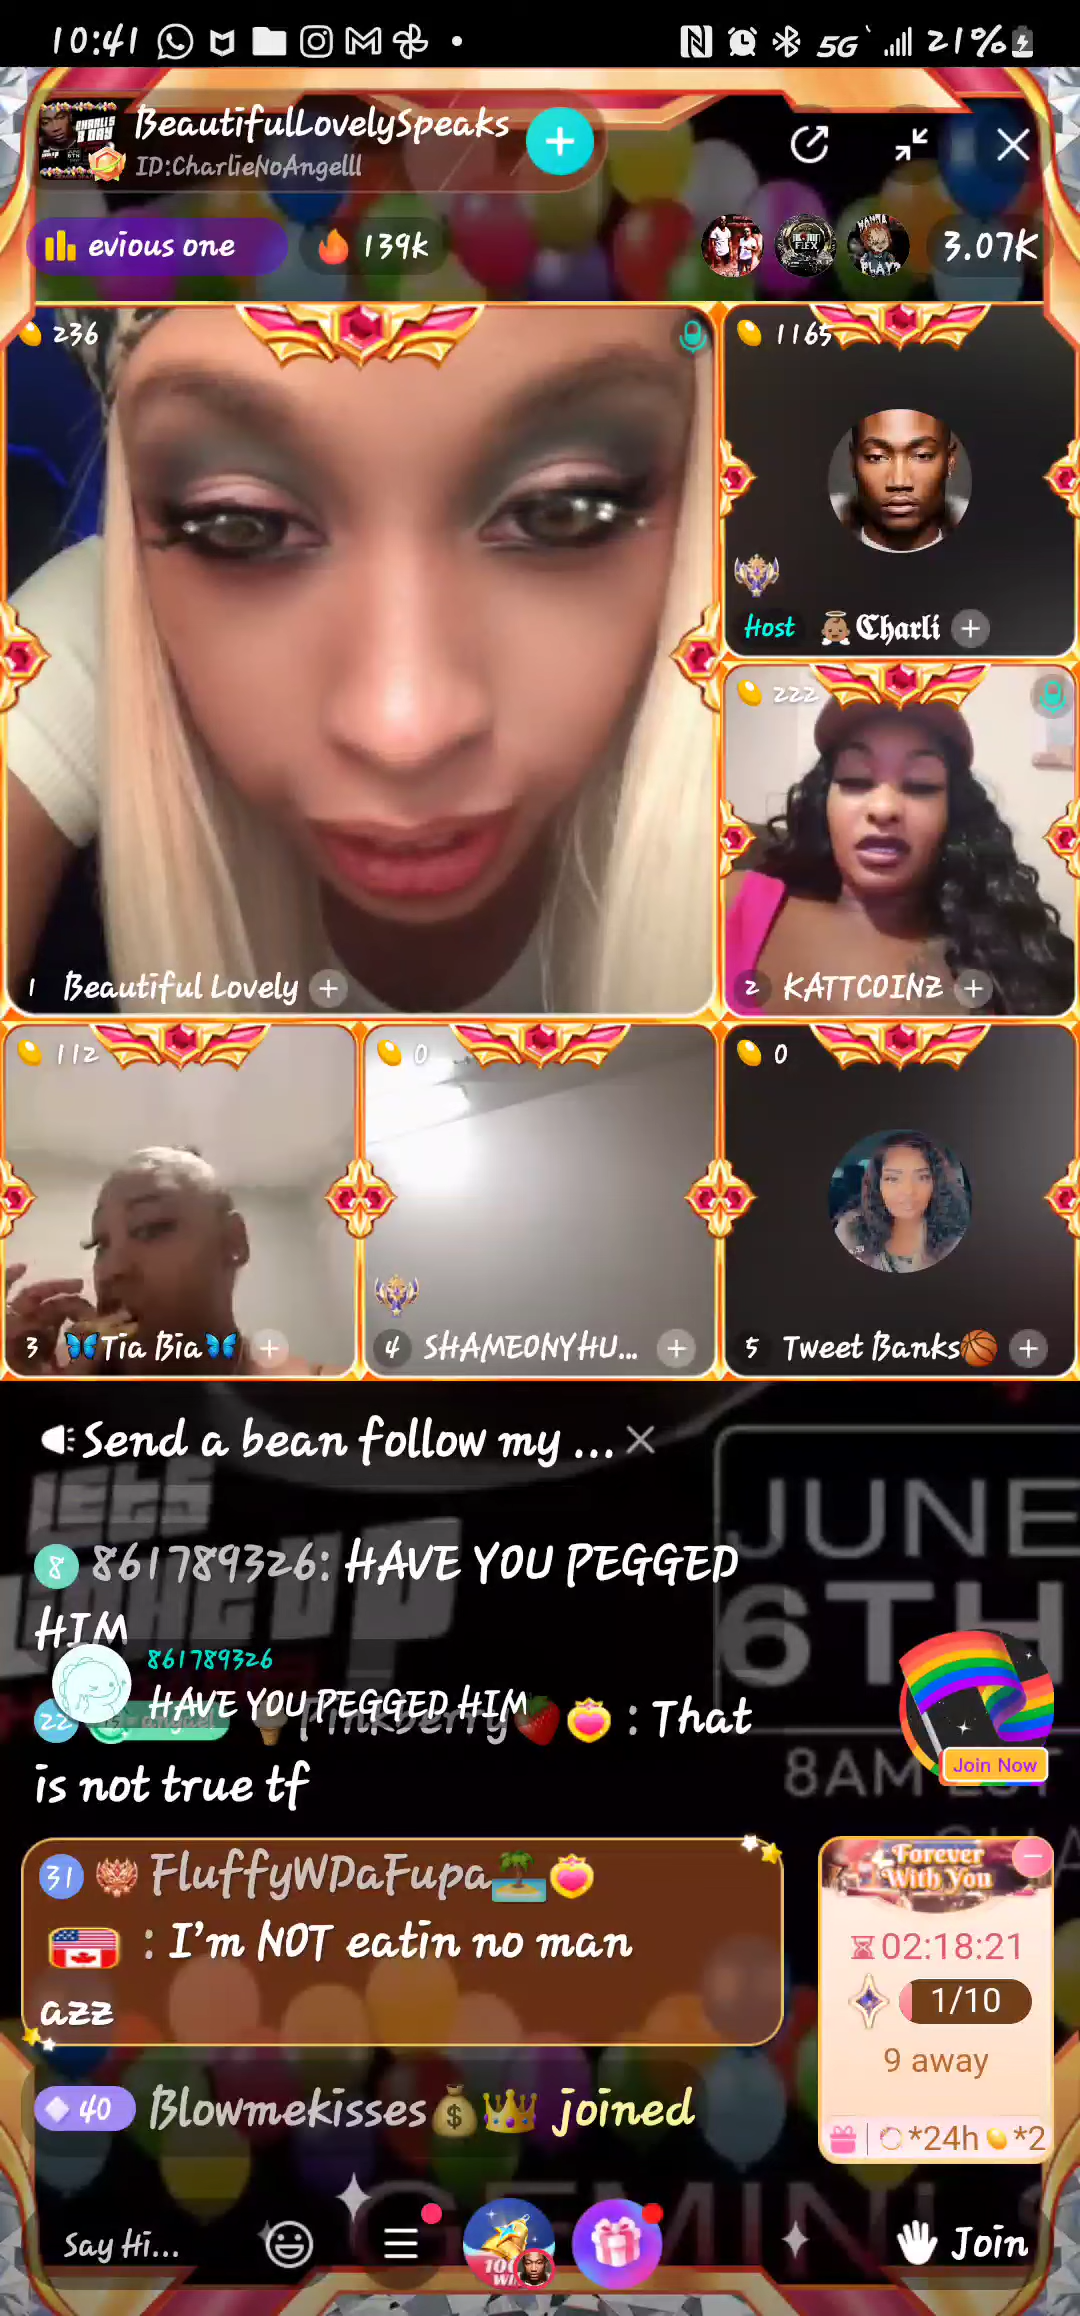 10:41
5G
21%
BeautifulLovelySpeaks
ID:CharlieNoAngelll
evious one
139k
3.07K
236
1165
Host
Charli
222
1 Beautiful Lovely
2 KATTCOINZ
112
0
0
3 Tia Bia
4 SHAMEONYHU...
5 Tweet Banks
Send a bean follow my ...
JUNE
6TH
8AM EST
8 861789326: HAVE YOU PEGGED
HIM
861789326
HAVE YOU PEGGED HIM
22 Pinkberry : That
is not true tf
Join Now
31 FluffyWDaFupa
: I'm NOT eatin no man
azz
Forever
With You
02:18:21
1/10
9 away
*24h *2
40 Blowmekisses joined
GEMINI
Say Hi...
Join